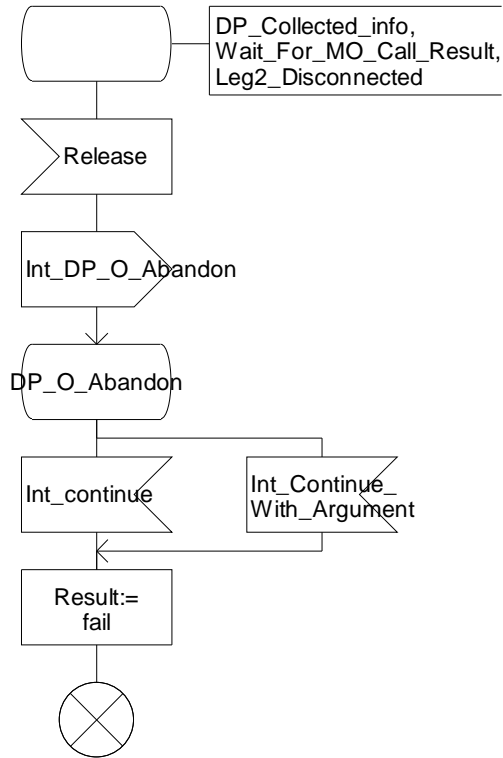 DP_Collected_info,
Wait_For_MO_Call_Result,
Leg2_Disconnected
Release
Int_DP_O_Abandon
DP_O_Abandon
Int_continue
Int_Continue_
With_Argument
Result:=
fail